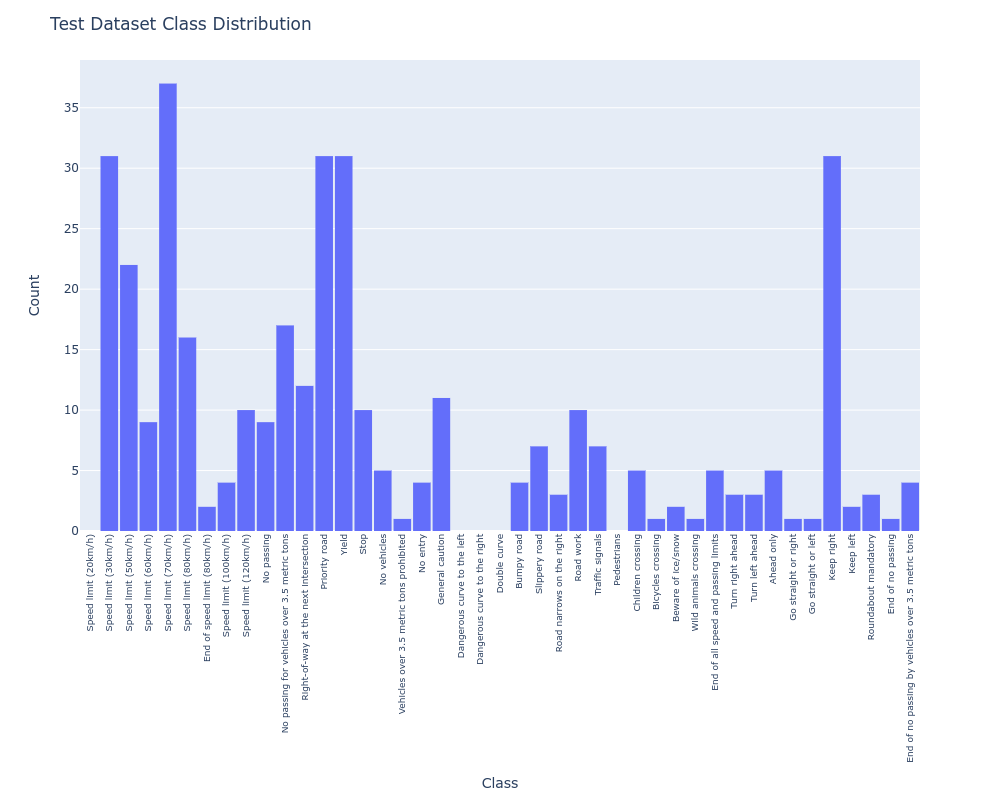 Test Dataset Class Distribution
Count
35
30
25
20
15
10
5
0
Speed limit (20km/h)
Speed limit (30km/h)
Speed limit (50km/h)
Speed limit (60km/h)
Speed limit (70km/h)
Speed limit (80km/h)
End of speed limit (80km/h)
Speed limit (100km/h)
Speed limit (120km/h)
No passing
No passing for vehicles over 3.5 metric tons
Right-of-way at the next intersection
Priority road
Yield
Stop
No vehicles
Vehicles over 3.5 metric tons prohibited
No entry
General caution
Dangerous curve to the left
Dangerous curve to the right
Double curve
Bumpy road
Slippery road
Road narrows on the right
Road work
Traffic signals
Pedestrians
Children crossing
Bicycles crossing
Beware of ice/snow
Wild animals crossing
End of all speed and passing limits
Turn right ahead
Turn left ahead
Ahead only
Go straight or right
Go straight or left
Keep right
Keep left
Roundabout mandatory
End of no passing
End of no passing by vehicles over 3.5 metric tons
Class